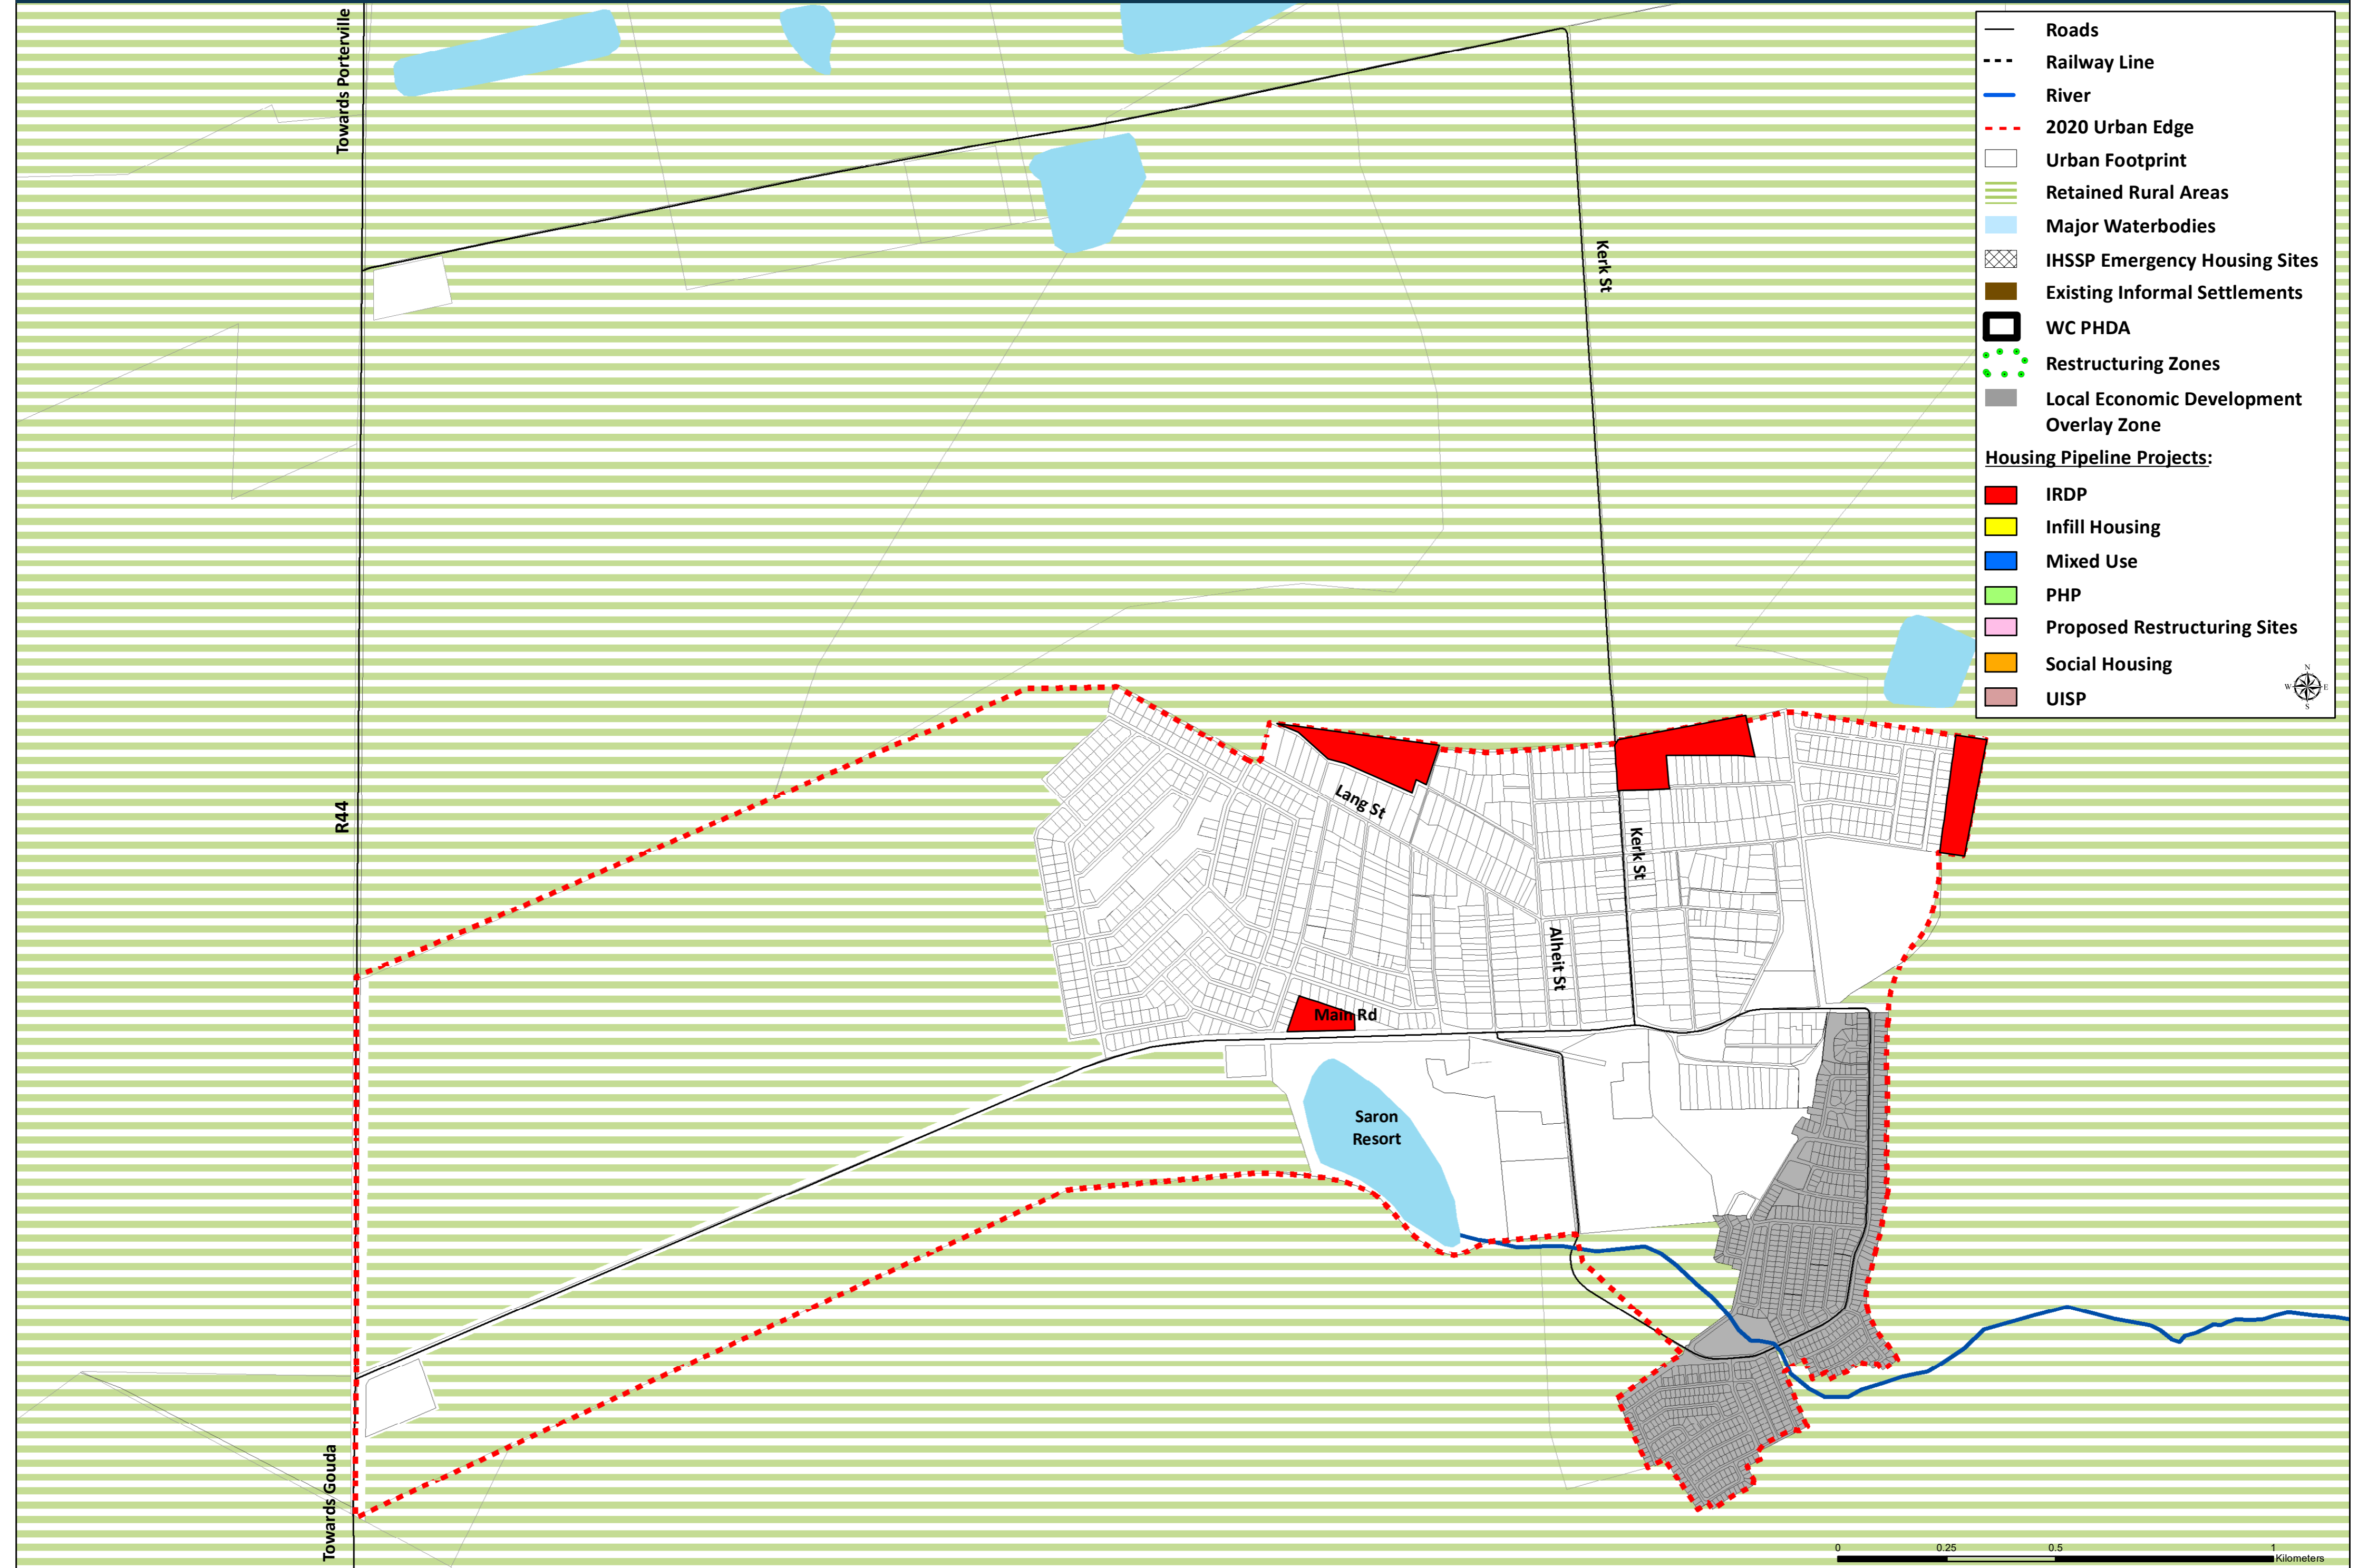 Towards Porterville
Kerk St
R44
Lang St
Kerk St
Alheit St
Main Rd
Saron
Resort
Towards Gouda
Roads
Railway Line
River
2020 Urban Edge
Urban Footprint
Retained Rural Areas
Major Waterbodies
IHSSP Emergency Housing Sites
Existing Informal Settlements
WC PHDA
Restructuring Zones
Local Economic Development
Overlay Zone
Housing Pipeline Projects:
IRDP
Infill Housing
Mixed Use
PHP
Proposed Restructuring Sites
Social Housing
UISP
N
W E
S
0 0.25 0.5 1
Kilometers